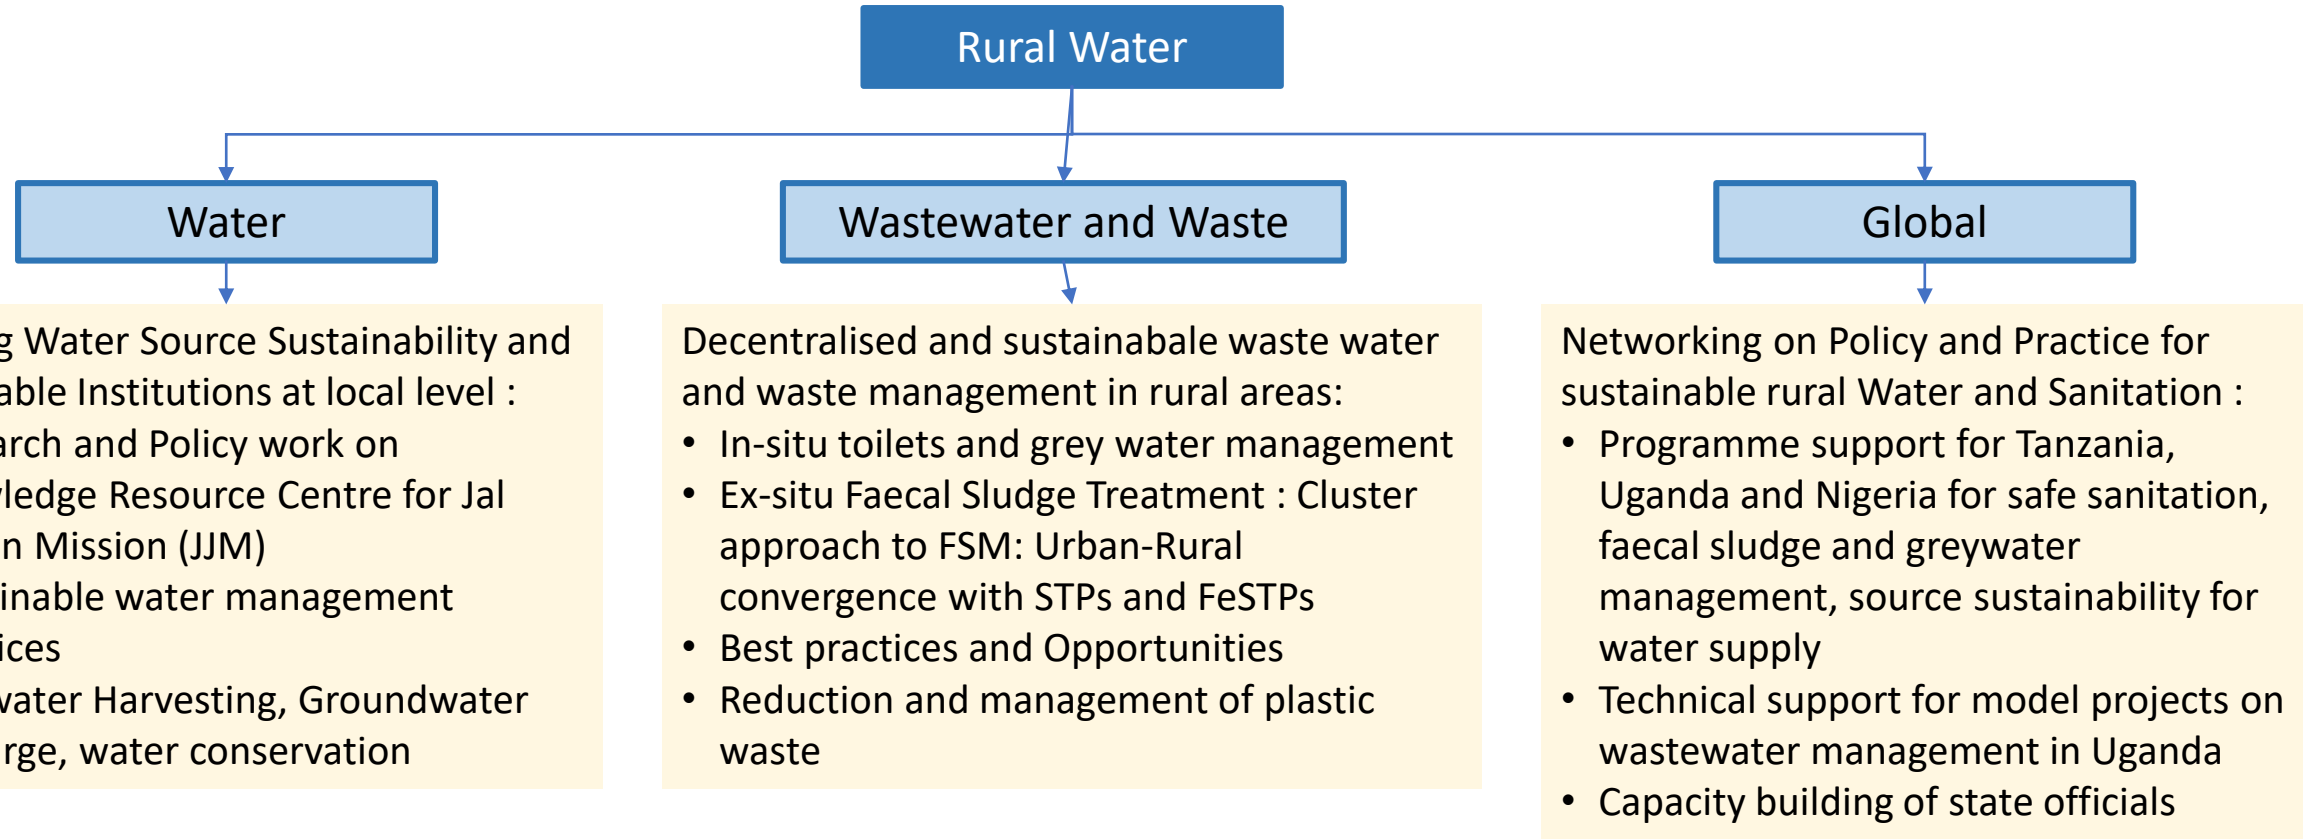 Rural Water
Water
Wastewater and Waste
Global
g Water Source Sustainability and
able Institutions at local level :
arch and Policy work on
ledge Resource Centre for Jal
n Mission (JJM)
inable water management
ices
water Harvesting, Groundwater
rge, water conservation
Decentralised and sustainabale waste water
and waste management in rural areas:
• In-situ toilets and grey water management
• Ex-situ Faecal Sludge Treatment : Cluster
approach to FSM: Urban-Rural
convergence with STPs and FeSTPs
• Best practices and Opportunities
• Reduction and management of plastic
waste
Networking on Policy and Practice for
sustainable rural Water and Sanitation :
• Programme support for Tanzania,
Uganda and Nigeria for safe sanitation,
faecal sludge and greywater
management, source sustainability for
water supply
• Technical support for model projects on
wastewater management in Uganda
• Capacity building of state officials